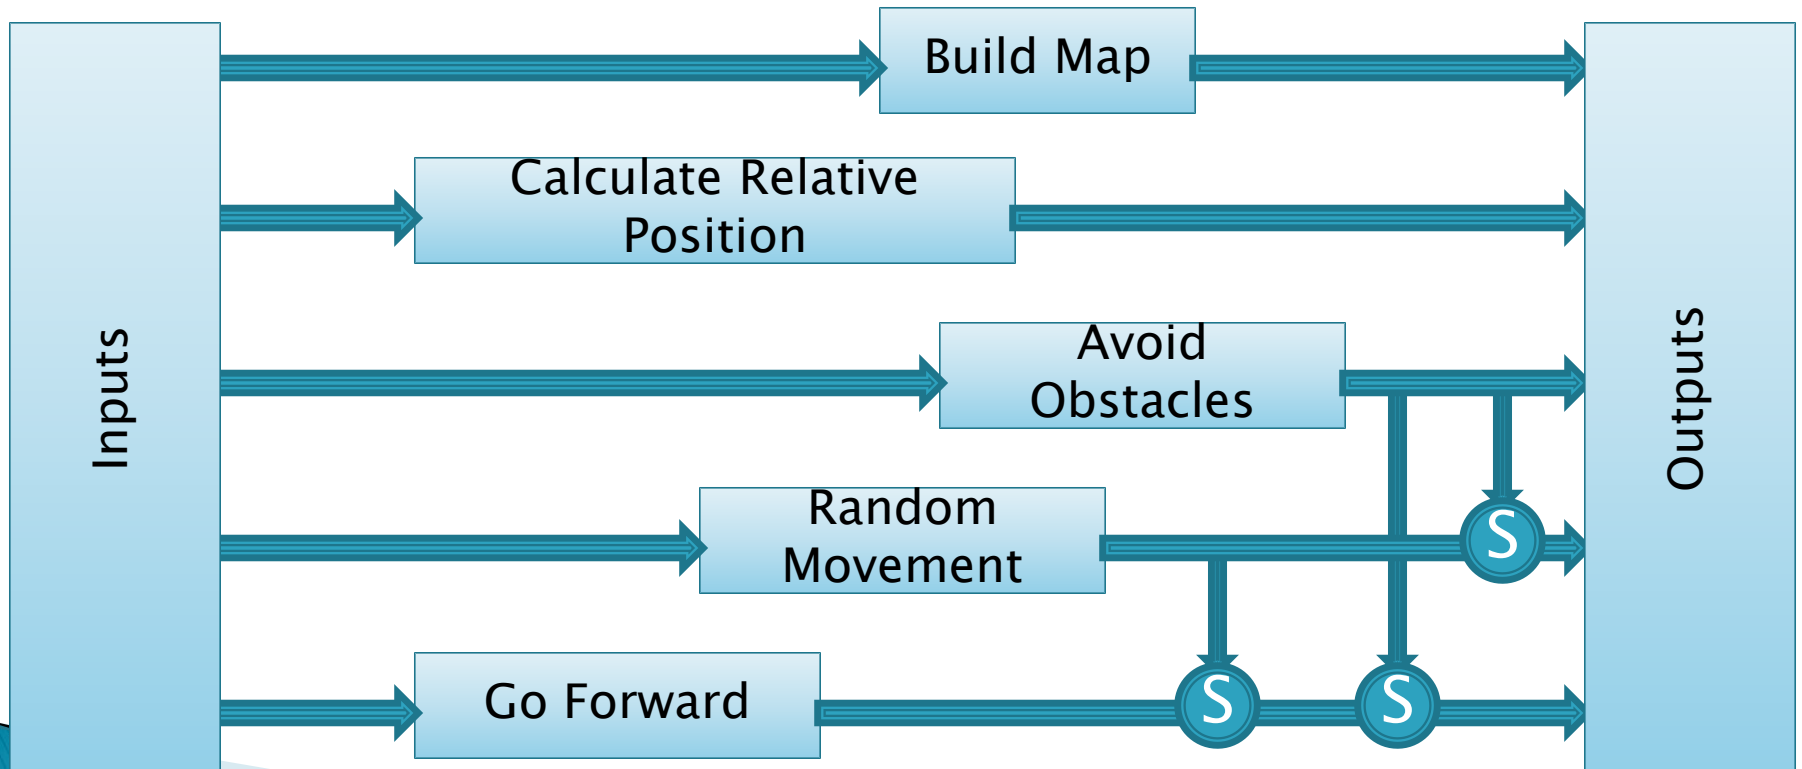 Build Map
Calculate Relative
Position
Inputs
Avoid
Obstacles
Outputs
Random
Movement
S
Go Forward
S
S